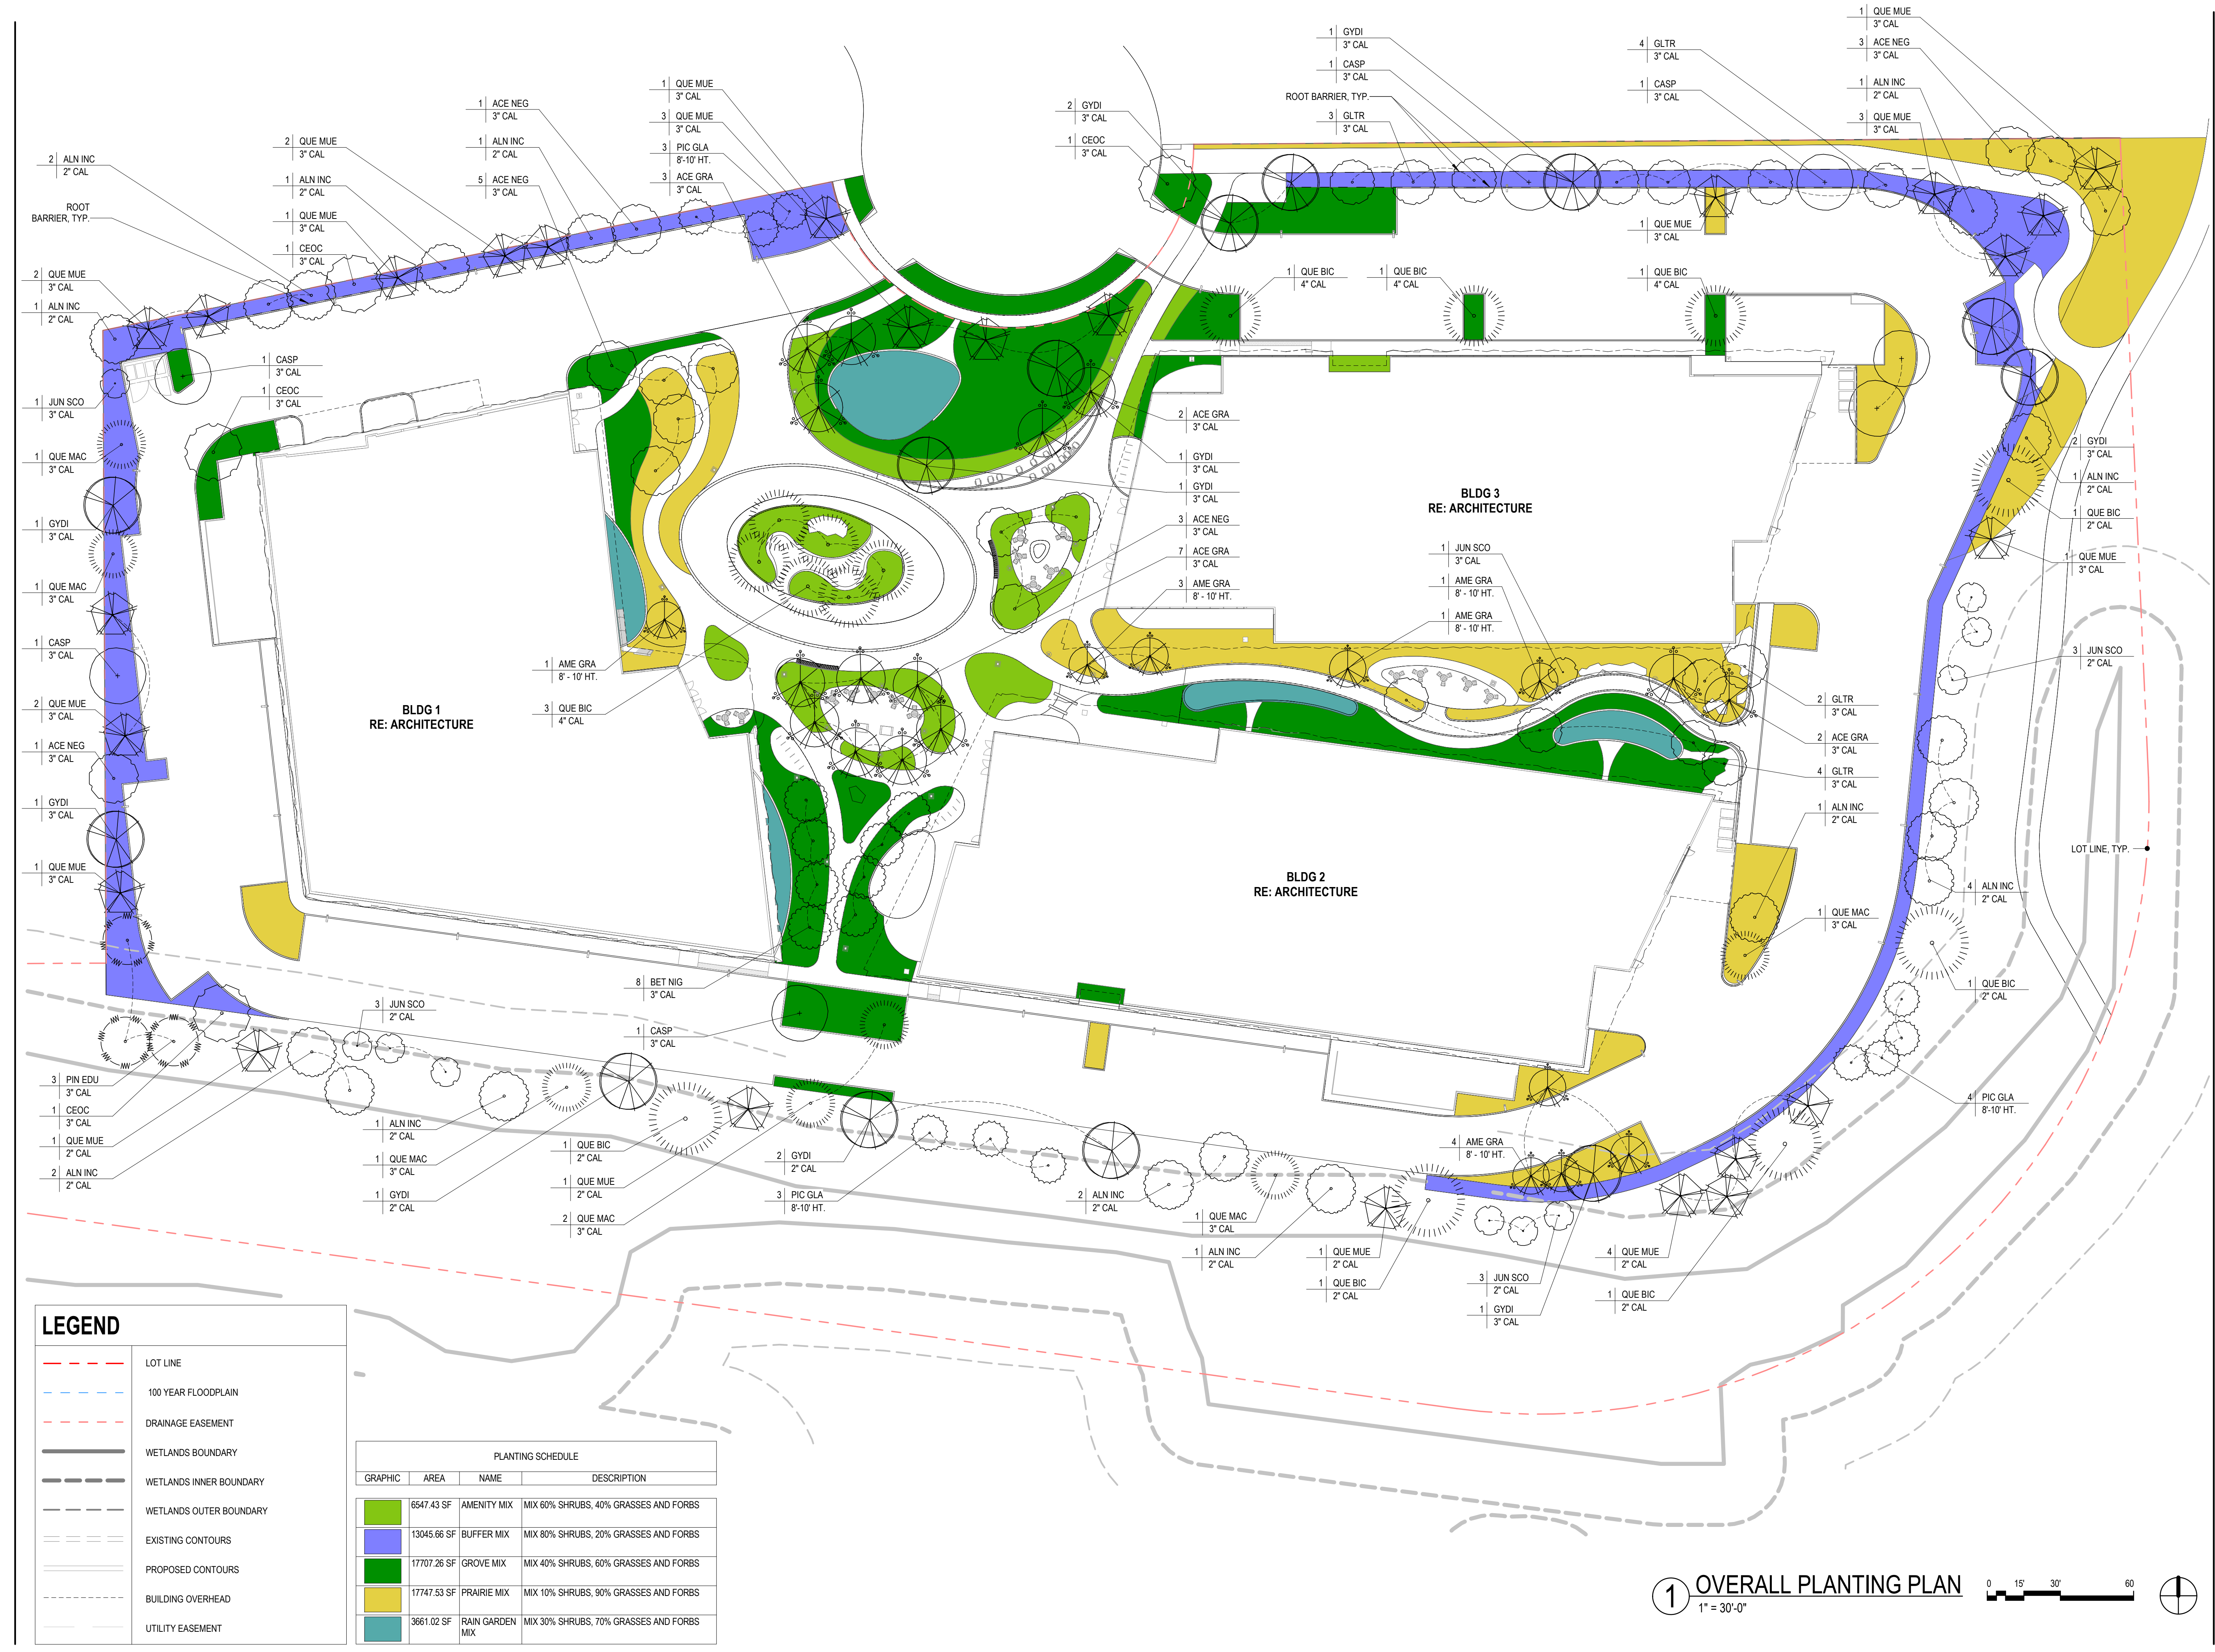 1 QUE MUE
3" CAL
3 ACE NEG
3" CAL
1 ALN INC
2" CAL
3 QUE MUE
3" CAL
1 GYDI
3" CAL
1 CASP
3" CAL
ROOT BARRIER, TYP.
3 GLTR
3" CAL
4 GLTR
3" CAL
1 CASP
3" CAL
2 GYDI
3" CAL
1 CEOC
3" CAL
1 QUE MUE
3" CAL
3 QUE MUE
3" CAL
3 PIC GLA
8'-10' HT.
3 ACE GRA
3" CAL
1 ACE NEG
3" CAL
1 ALN INC
2" CAL
5 ACE NEG
3" CAL
2 QUE MUE
3" CAL
1 ALN INC
2" CAL
1 QUE MUE
3" CAL
1 CEOC
3" CAL
2 ALN INC
2" CAL
ROOT
BARRIER, TYP.
2 QUE MUE
3" CAL
1 ALN INC
2" CAL
1 CASP
3" CAL
1 CEOC
3" CAL
1 JUN SCO
3" CAL
1 QUE MAC
3" CAL
1 GYDI
3" CAL
1 QUE MAC
3" CAL
1 CASP
3" CAL
2 QUE MUE
3" CAL
1 ACE NEG
3" CAL
1 GYDI
3" CAL
1 QUE MUE
3" CAL
1 QUE MUE
3" CAL
1 QUE BIC
4" CAL
1 QUE BIC
4" CAL
1 QUE BIC
4" CAL
2 ACE GRA
3" CAL
1 GYDI
3" CAL
1 GYDI
3" CAL
3 ACE NEG
3" CAL
7 ACE GRA
3" CAL
3 AME GRA
8' - 10' HT.
BLDG 3
RE: ARCHITECTURE
1 JUN SCO
3" CAL
1 AME GRA
8' - 10' HT.
1 AME GRA
8' - 10' HT.
2 GYDI
3" CAL
1 ALN INC
2" CAL
1 QUE BIC
2" CAL
1 QUE MUE
3" CAL
3 JUN SCO
2" CAL
1 AME GRA
8' - 10' HT.
3 QUE BIC
4" CAL
BLDG 1
RE: ARCHITECTURE
2 GLTR
3" CAL
2 ACE GRA
3" CAL
4 GLTR
3" CAL
1 ALN INC
2" CAL
LOT LINE, TYP.
BLDG 2
RE: ARCHITECTURE
4 ALN INC
2" CAL
1 QUE MAC
3" CAL
1 QUE BIC
2" CAL
4 PIC GLA
8'-10' HT.
8 BET NIG
3" CAL
1 CASP
3" CAL
3 JUN SCO
2" CAL
3 PIN EDU
3" CAL
1 CEOC
3" CAL
1 QUE MUE
2" CAL
2 ALN INC
2" CAL
1 ALN INC
2" CAL
1 QUE MAC
3" CAL
1 GYDI
2" CAL
1 QUE BIC
2" CAL
1 QUE MUE
2" CAL
2 QUE MAC
3" CAL
2 GYDI
2" CAL
3 PIC GLA
8'-10' HT.
2 ALN INC
2" CAL
1 QUE MAC
3" CAL
1 ALN INC
2" CAL
4 AME GRA
8' - 10' HT.
1 QUE MUE
2" CAL
1 QUE BIC
2" CAL
3 JUN SCO
2" CAL
1 GYDI
3" CAL
4 QUE MUE
2" CAL
1 QUE BIC
2" CAL
LEGEND
LOT LINE
100 YEAR FLOODPLAIN
DRAINAGE EASEMENT
WETLANDS BOUNDARY
WETLANDS INNER BOUNDARY
WETLANDS OUTER BOUNDARY
EXISTING CONTOURS
PROPOSED CONTOURS
BUILDING OVERHEAD
UTILITY EASEMENT
PLANTING SCHEDULE
GRAPHIC AREA NAME DESCRIPTION
6547.43 SF AMENITY MIX MIX 60% SHRUBS, 40% GRASSES AND FORBS
13045.66 SF BUFFER MIX MIX 80% SHRUBS, 20% GRASSES AND FORBS
17707.26 SF GROVE MIX MIX 40% SHRUBS, 60% GRASSES AND FORBS
17747.53 SF PRAIRIE MIX MIX 10% SHRUBS, 90% GRASSES AND FORBS
3661.02 SF RAIN GARDEN MIX 30% SHRUBS, 70% GRASSES AND FORBS
MIX
1 OVERALL PLANTING PLAN
1" = 30'-0"
0 15' 30' 60